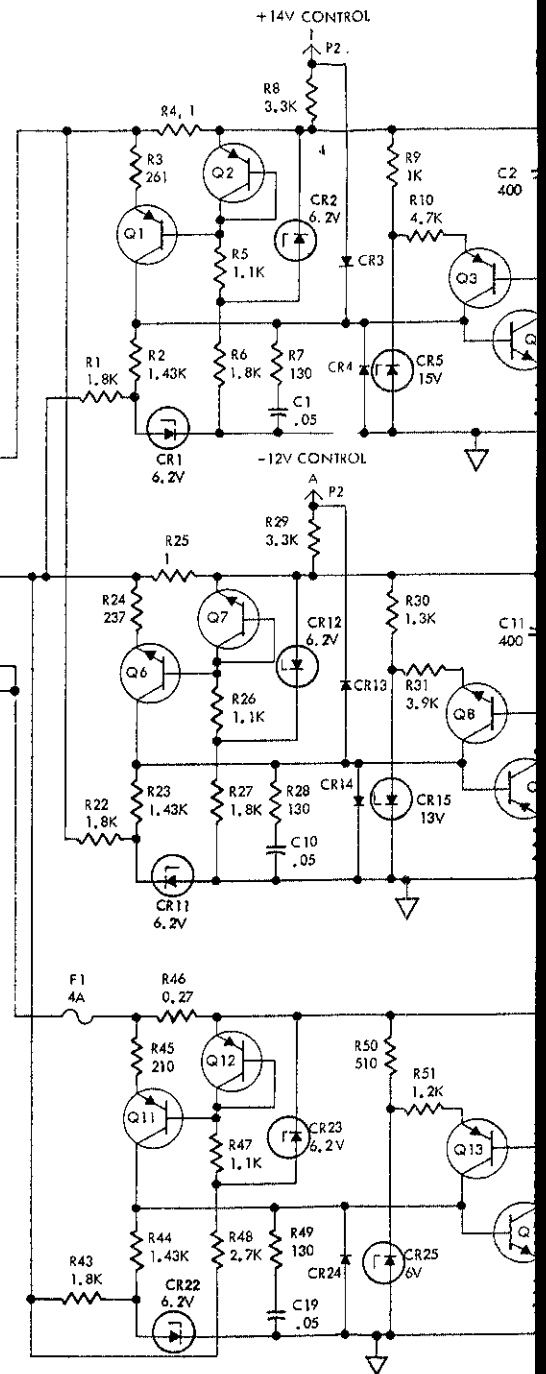 +14V CONTROL
P2
R8
3.3K
R4, 1
R3
261
Q2
CR2
6.2V
R9
1K
C2
400
R10
4.7K
Q1
R5
1.1K
CR3
Q3
Q
R1
1.8K
R2
1.43K
R6
1.8K
R7
130
CR4
CR5
15V
C1
.05
CR1
6.2V
-12V CONTROL
A
P2
R29
3.3K
R25
1
R24
237
Q7
CR12
6.2V
R30
1.3K
C11
400
Q6
R26
1.1K
CR13
R31
3.9K
Q8
Q
R22
1.8K
R23
1.43K
R27
1.8K
R28
130
CR14
CR15
13V
C10
.05
CR11
6.2V
F1
4A
R46
0.27
R45
210
Q12
R50
510
R51
1.2K
Q11
R47
1.1K
CR23
6.2V
Q13
Q
R43
1.8K
R44
1.43K
R48
2.7K
R49
130
CR24
CR25
6V
CR22
6.2V
C19
.05